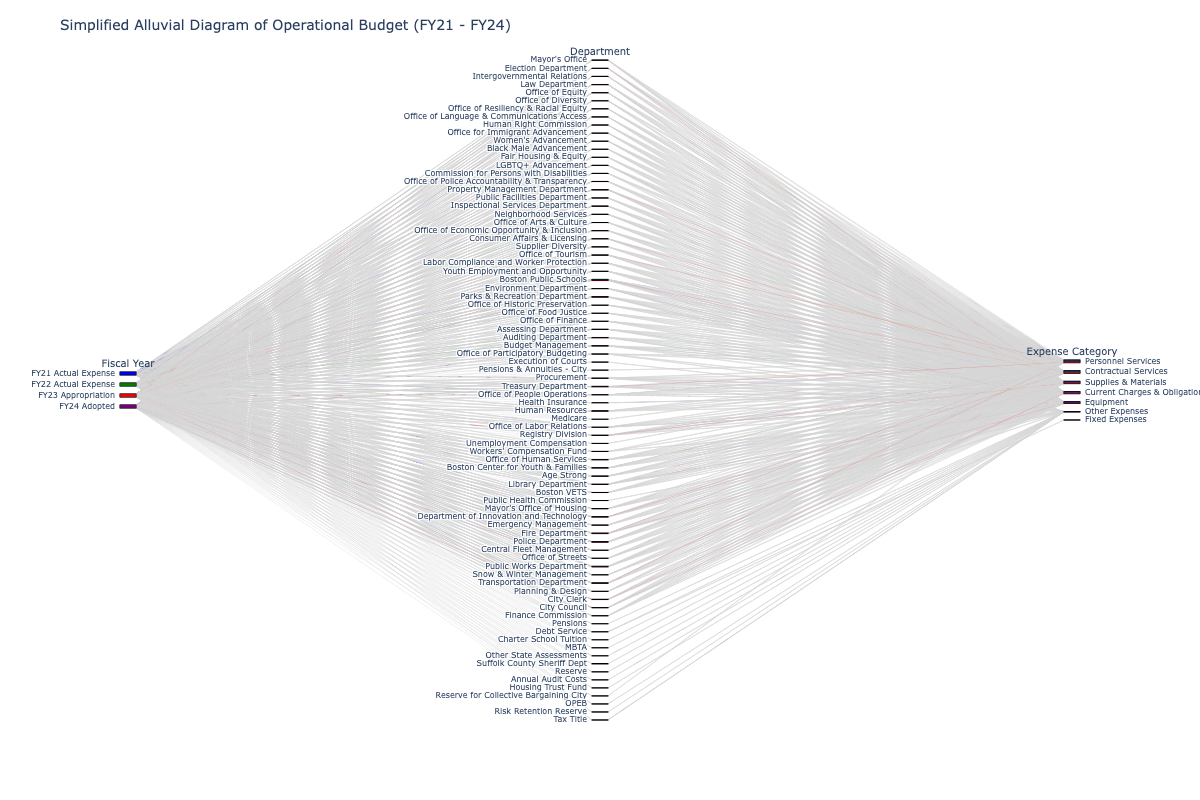 Simplified Alluvial Diagram of Operational Budget (FY21 - FY24)
Department
Mayor's Office
Election Department
Intergovernmental Relations
Law Department
Office of Equity
Office of Diversity
Office of Resiliency & Racial Equity
Office of Language & Communications Access
Human Right Commission
Office for Immigrant Advancement
Women's Advancement
Black Male Advancement
Fair Housing & Equity
LGBTQ+ Advancement
Commission for Persons with Disabilities
Office of Police Accountability & Transparency
Property Management Department
Public Facilities Department
Inspectional Services Department
Neighborhood Services
Office of Arts & Culture
Office of Economic Opportunity & Inclusion
Consumer Affairs & Licensing
Supplier Diversity
Office of Tourism
Labor Compliance and Worker Protection
Youth Employment and Opportunity
Boston Public Schools
Environment Department
Parks & Recreation Department
Office of Historic Preservation
Office of Food Justice
Office of Finance
Assessing Department
Auditing Department
Budget Management
Office of Participatory Budgeting
Execution of Courts
Pensions & Annuities - City
Procurement
Treasury Department
Office of People Operations
Health Insurance
Human Resources
Medicare
Office of Labor Relations
Registry Division
Unemployment Compensation
Workers' Compensation Fund
Office of Human Services
Boston Center for Youth & Families
Age Strong
Library Department
Boston VETS
Public Health Commission
Mayor's Office of Housing
Department of Innovation and Technology
Emergency Management
Fire Department
Police Department
Central Fleet Management
Office of Streets
Public Works Department
Snow & Winter Management
Transportation Department
Planning & Design
City Clerk
City Council
Finance Commission
Pensions
Debt Service
Charter School Tuition
MBTA
Other State Assessments
Suffolk County Sheriff Dept
Reserve
Annual Audit Costs
Housing Trust Fund
Reserve for Collective Bargaining City
OPEB
Risk Retention Reserve
Tax Title
Fiscal Year
FY21 Actual Expense
FY22 Actual Expense
FY23 Appropriation
FY24 Adopted
Expense Category
Personnel Services
Contractual Services
Supplies & Materials
Current Charges & Obligation
Equipment
Other Expenses
Fixed Expenses